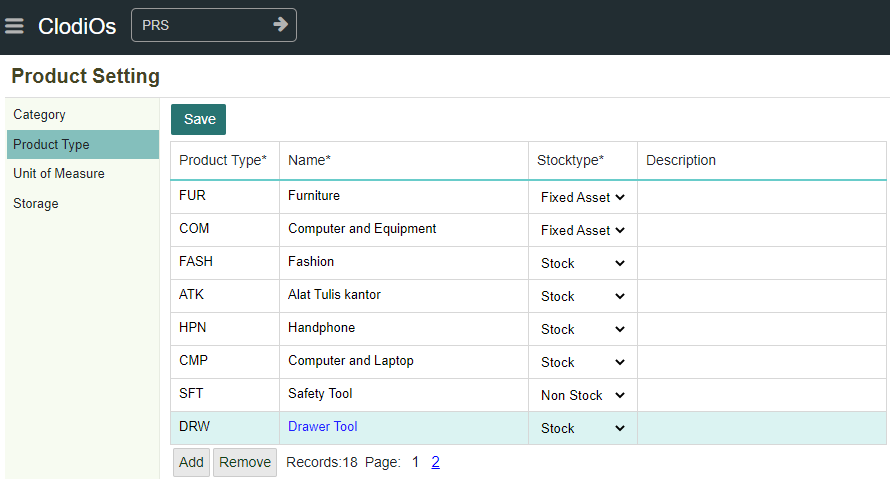 ClodiOs PRS
Product Setting
Category
Product Type
Unit of Measure
Storage
Save
Product Type* Name* Stocktype* Description
FUR Furniture Fixed Asset
COM Computer and Equipment Fixed Asset
FASH Fashion Stock
ATK Alat Tulis kantor Stock
HPN Handphone Stock
CMP Computer and Laptop Stock
SFT Safety Tool Non Stock
DRW Drawer Tool Stock
Add Remove Records:18 Page: 1 2